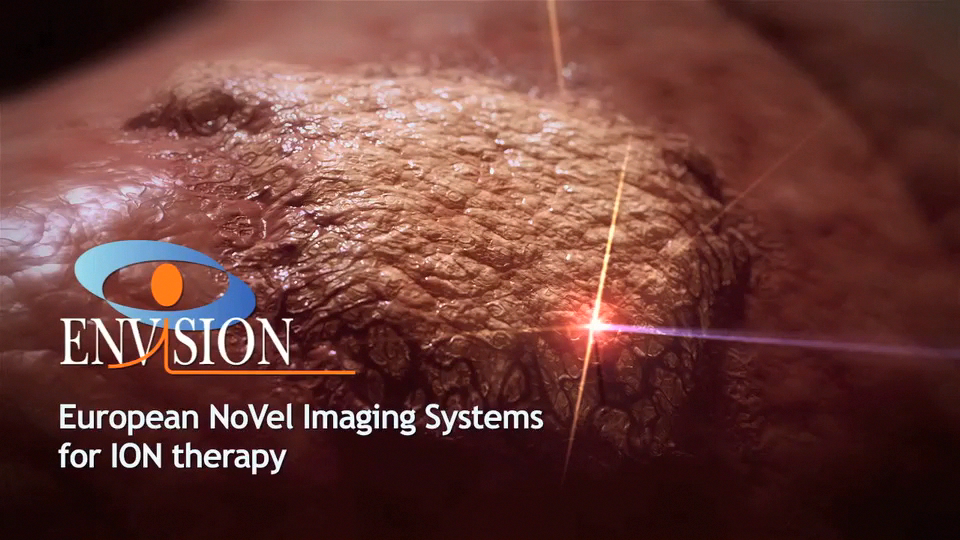 ENVISION
European NoVel Imaging Systems
for ION therapy